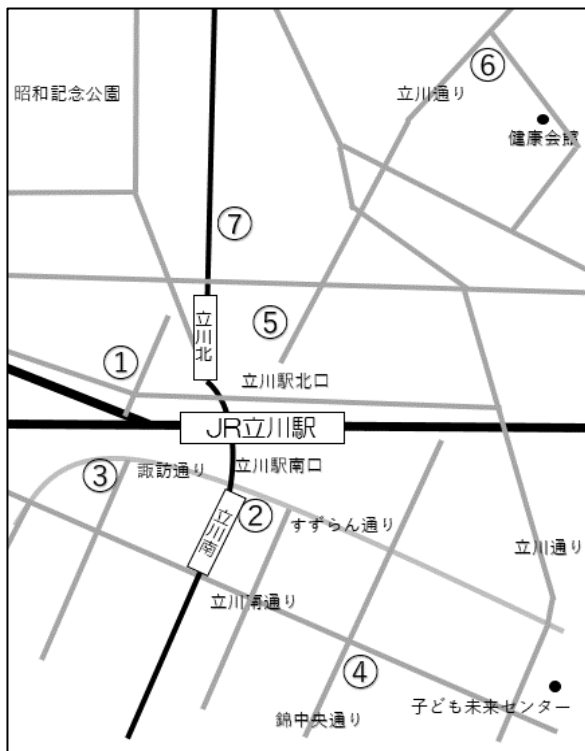 ⑥
昭和記念公園
立川通り
健康会館
⑦
⑤
立川北
①
立川駅北口
JR立川駅
③
諏訪通り
立川駅南口
②
すずらん通り
立川南
立川通り
立川南通り
④
子ども未来センター
錦中央通り